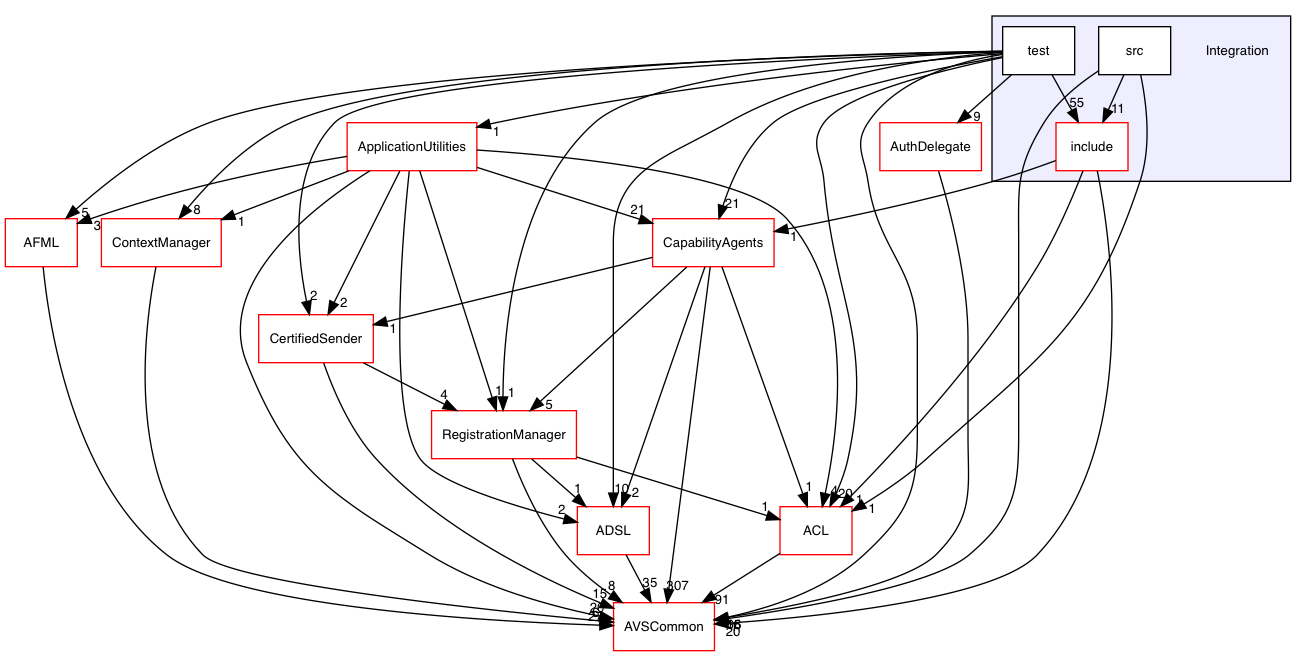 test
src
Integration
55
11
9
1
ApplicationUtilities
AuthDelegate
include
5
3
8
1
21
21
1
AFML
ContextManager
CapabilityAgents
2
2
1
CertifiedSender
4
1
1
5
RegistrationManager
1
2
10
2
1
1
4
20
1
1
ADSL
ACL
8
15
35
307
91
20
AVSCommon